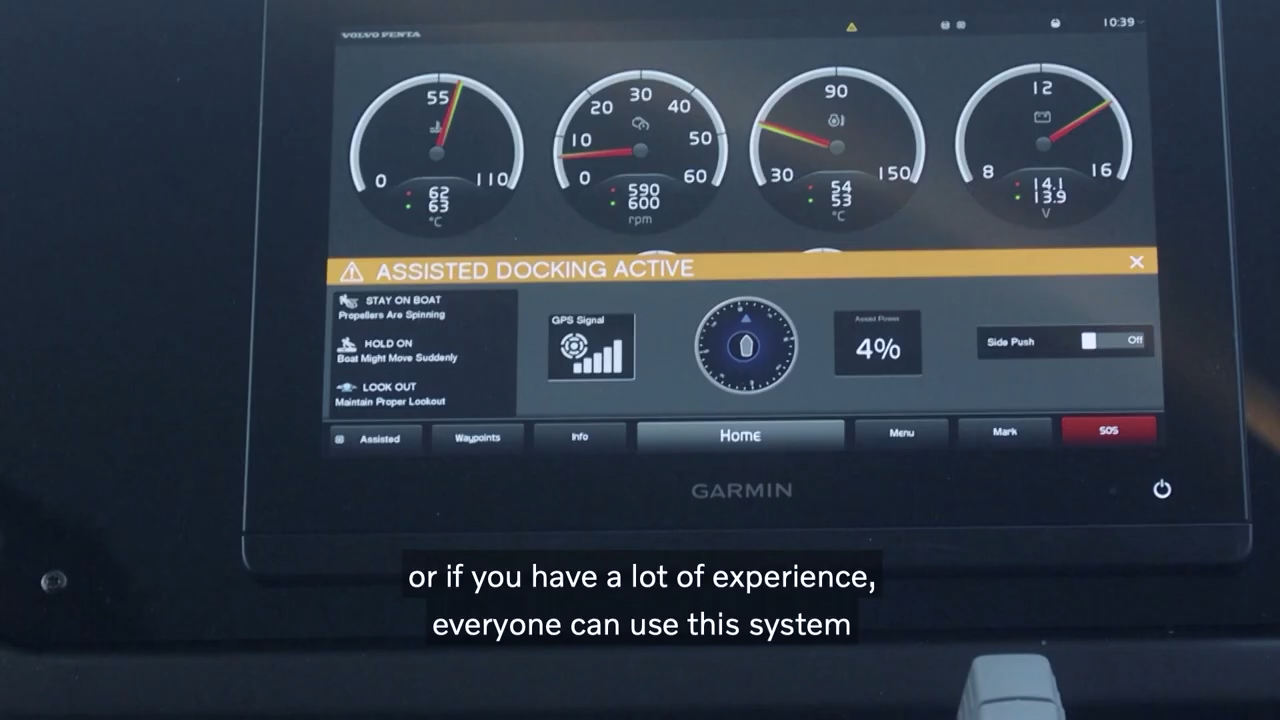 VOLVO PENTA
10:39
55
0
110
62
63
°C
10
20
30
40
50
0
60
590
600
rpm
90
30
150
54
53
°C
12
8
16
14.1
13.9
V
ASSISTED DOCKING ACTIVE
STAY ON BOAT
Propellers Are Spinning
HOLD ON
Boat Might Move Suddenly
LOOK OUT
Maintain Proper Lookout
GPS Signal
Assist Power
4%
Side Push
Off
Assisted
Waypoints
Info
Home
Menu
Mark
SOS
GARMIN
or if you have a lot of experience,
everyone can use this system